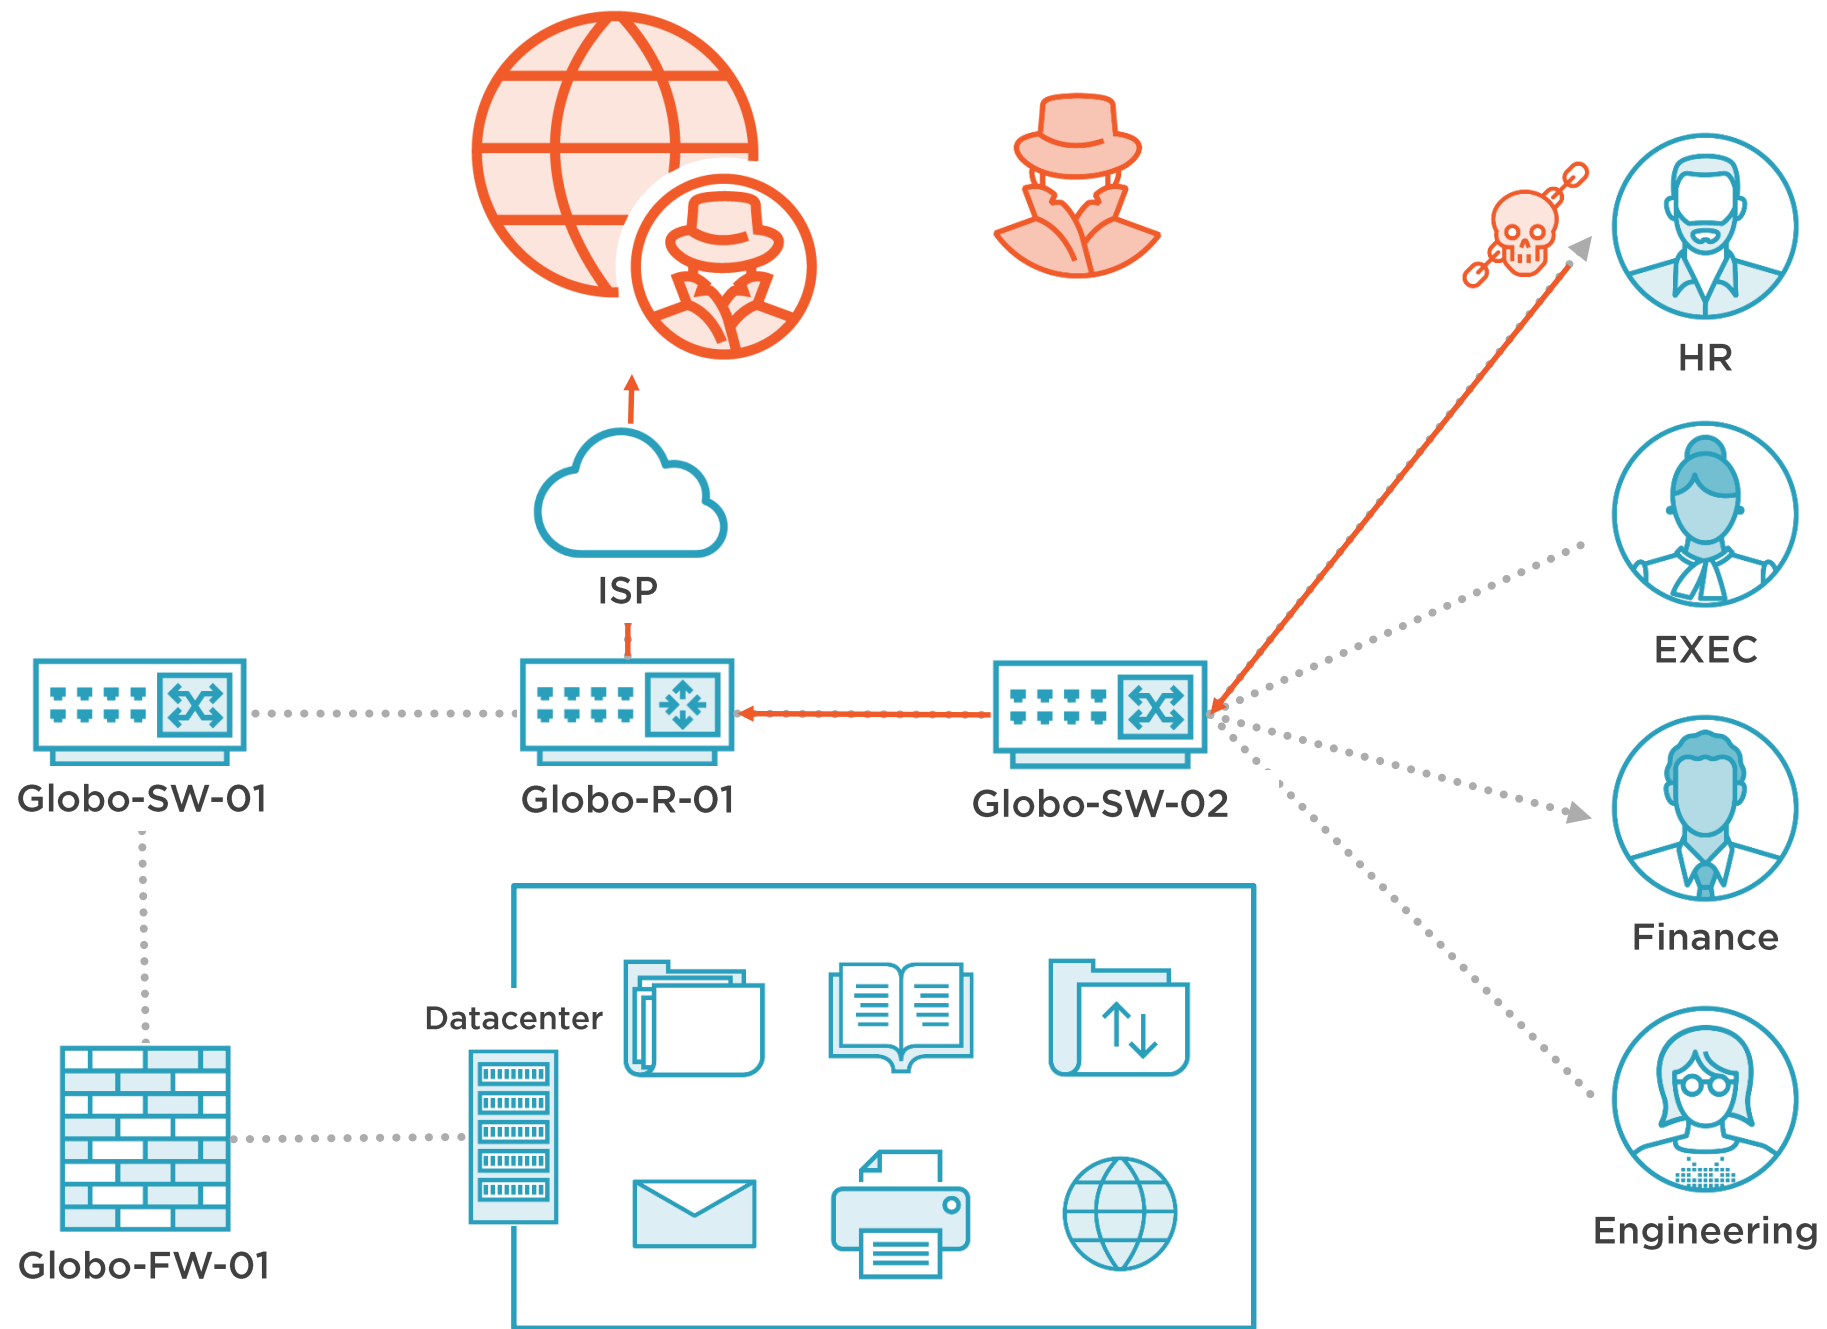 HR
ISP
EXEC
Globo-SW-01
Globo-R-01
Globo-SW-02
Finance
Datacenter
Engineering
Globo-FW-01